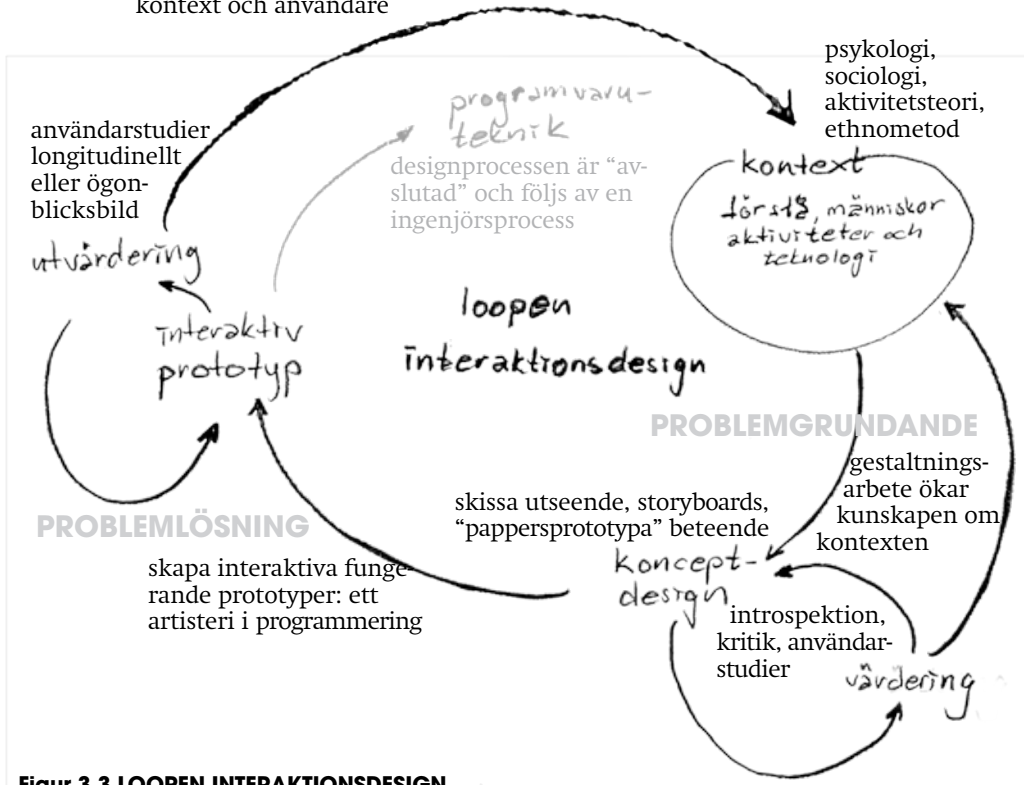 kontext och användare
psykologi,
sociologi,
aktivitetsteori,
ethnometod
programvaru-
teknik
designprocessen är “av-
slutad” och följs av en
ingenjörsprocess
användarstudier
longitudinellt
eller ögon-
blicksbild
utvärdering
kontext
förstå, människor
aktiviteter och
teknologi
interaktiv
prototyp
loopen
interaktionsdesign
PROBLEMGRUNDANDE
gestaltnings-
arbete ökar
kunskapen om
kontexten
skissa utseende, storyboards,
“pappersprototypa” beteende
PROBLEMLÖSNING
skapa interaktiva funge-
rande prototyper: ett
artisteri i programmering
koncept-
design
introspektion,
kritik, användar-
studier
värdering
Figur 3.3 LOOPEN INTERAKTIONSDESIGN